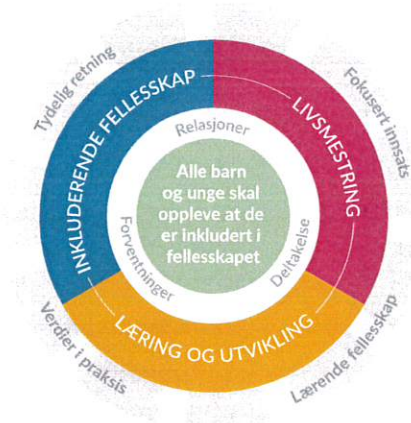 Tydelig retning
Fokusert innsats
INKLUDERENDE FELLESSKAP
LIVSMESTRING
Relasjoner
Alle barn
og unge skal
oppleve at de
er inkludert i
fellesskapet
Forventninger
Deltakelse
LÆRING OG UTVIKLING
Verdier i praksis
Lærende fellesskap